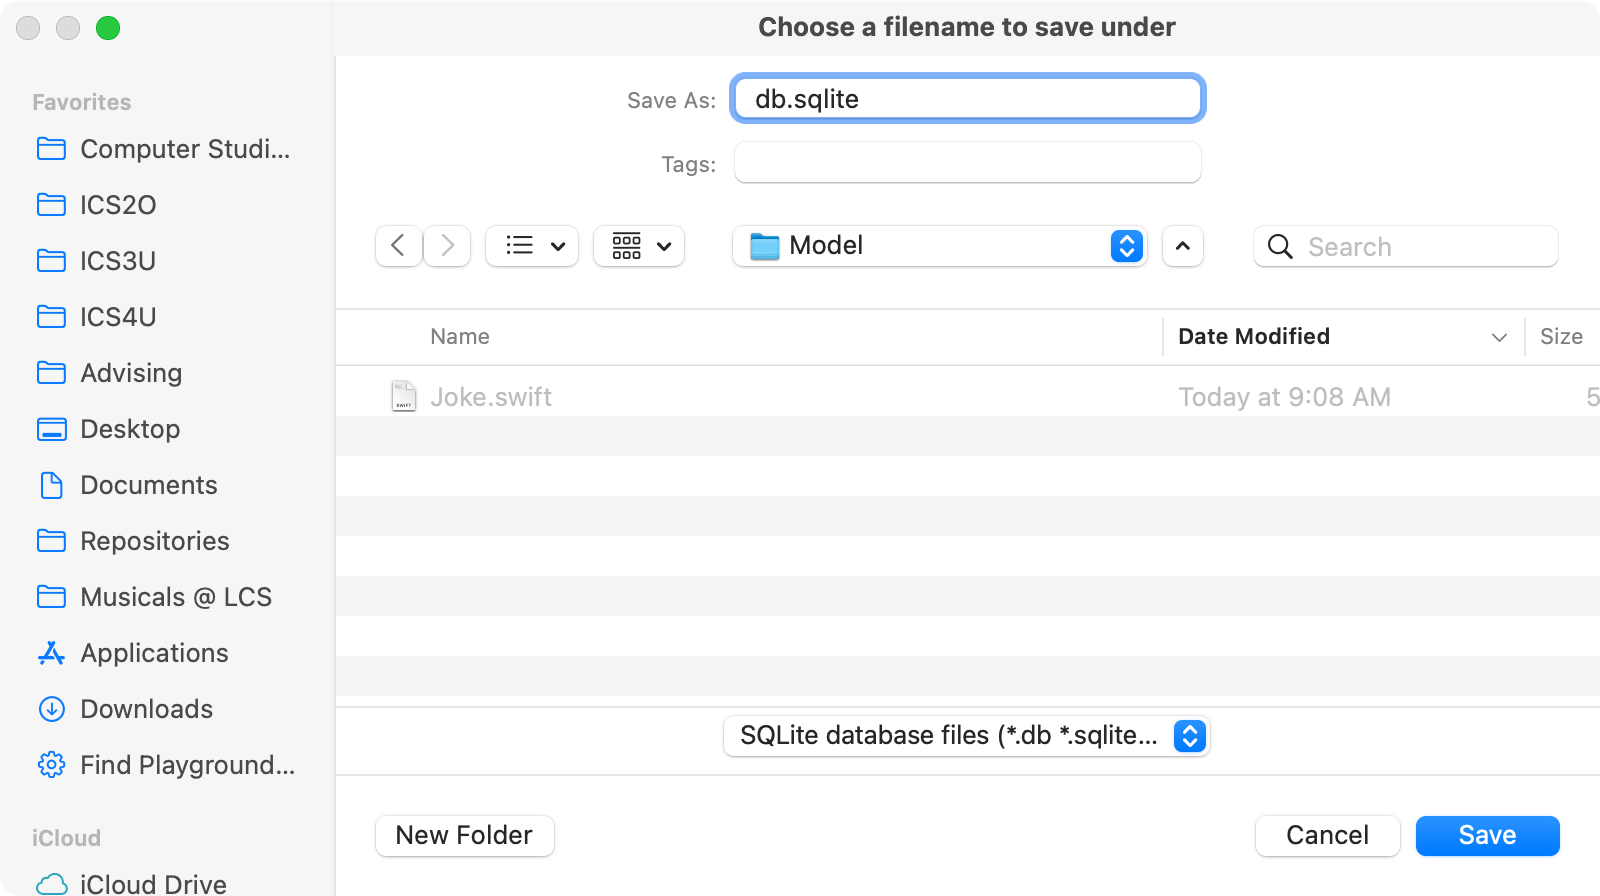 Choose a filename to save under
Favorites
Computer Studi...
ICS2O
ICS3U
ICS4U
Advising
Desktop
Documents
Repositories
Musicals @ LCS
Applications
Downloads
Find Playground...
iCloud
iCloud Drive
Save As: db.sqlite
Tags:
Model
Search
Name Date Modified Size
Joke.swift Today at 9:08 AM 5
SWIFT
SQLite database files (*.db *.sqlite...
New Folder Cancel Save